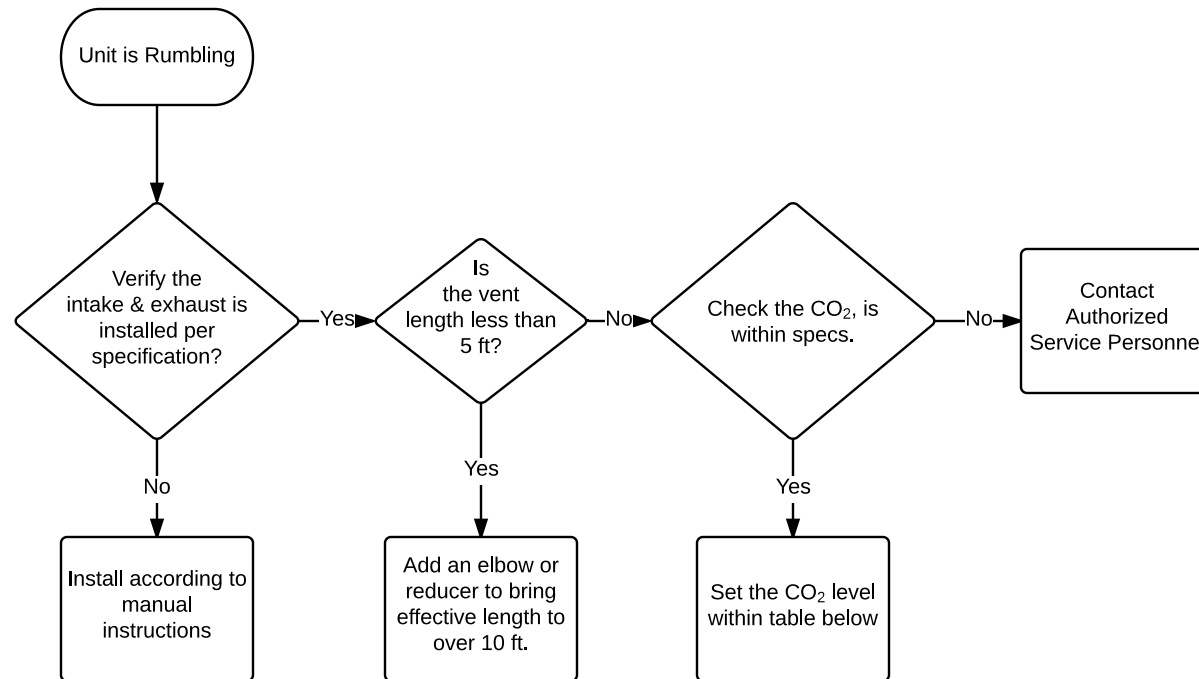 Unit is Rumbling
Verify the
intake & exhaust is
installed per
specification?
Yes
Is
the vent
length less than
5 ft?
No
Check the CO₂, is
within specs.
No
Contact
Authorized
Service Personne
No
Yes
Yes
Install according to
manual
instructions
Add an elbow or
reducer to bring
effective length to
over 10 ft.
Set the CO₂ level
within table below